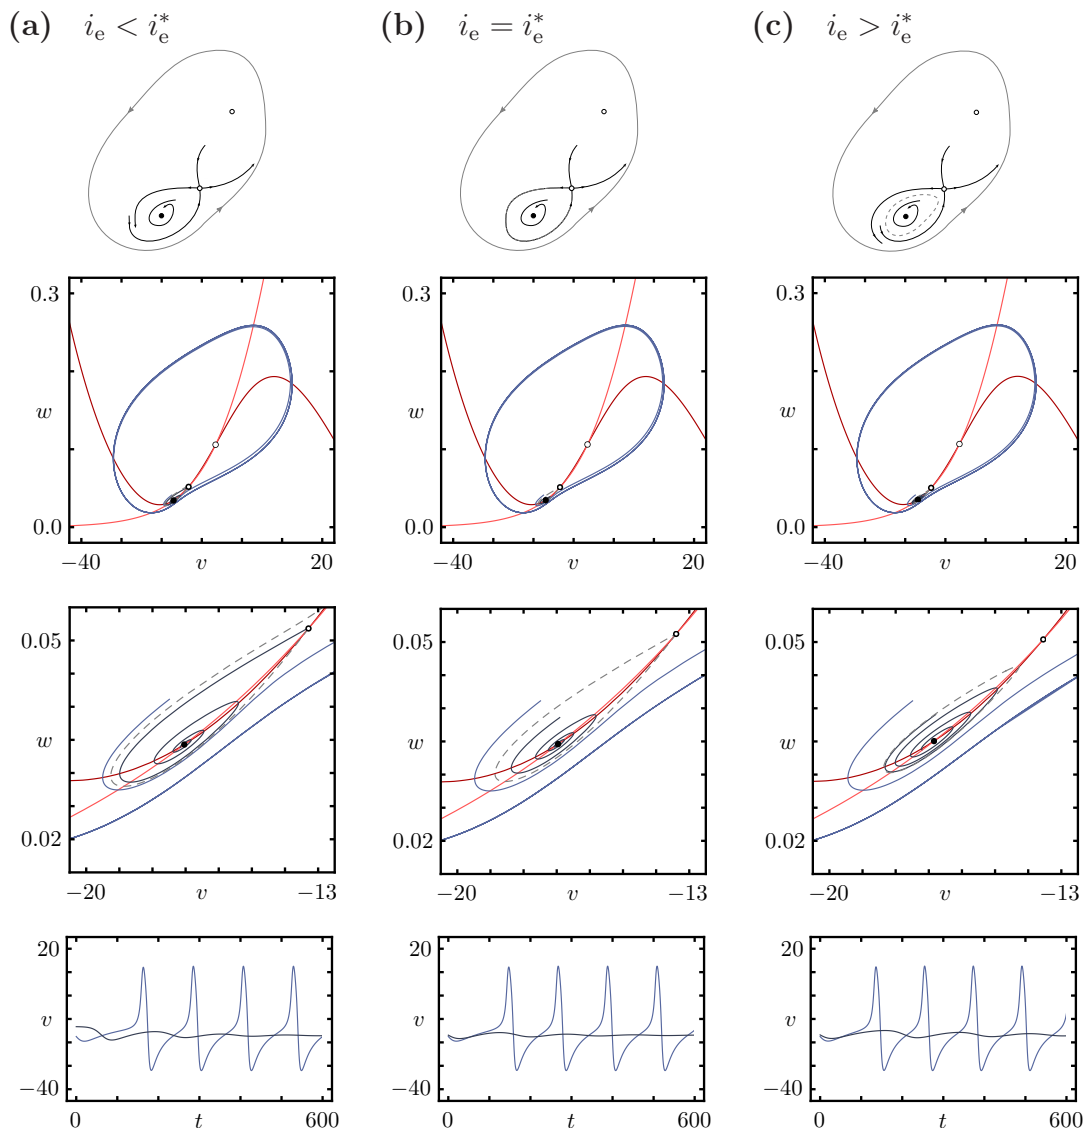 (a) i_e < i_e^* (b) i_e = i_e^* (c) i_e > i_e^*
0.3 0.3 0.3
w w w
0.0 0.0 0.0
−40 v 20 −40 v 20 −40 v 20
0.05 0.05 0.05
w w w
0.02 0.02 0.02
−20 v −13 −20 v −13 −20 v −13
20 20 20
v v v
−40 −40 −40
0 t 600 0 t 600 0 t 600